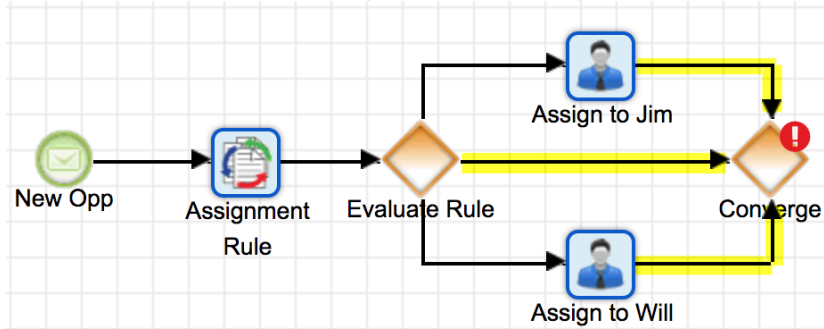 Assign to Jim
New Opp
Assignment
Rule
Evaluate Rule
Converge
Assign to Will